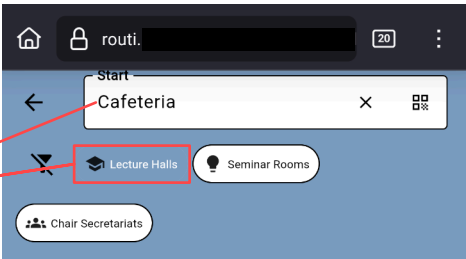 routi.
20
Start
Cafeteria
Lecture Halls
Seminar Rooms
Chair Secretariats